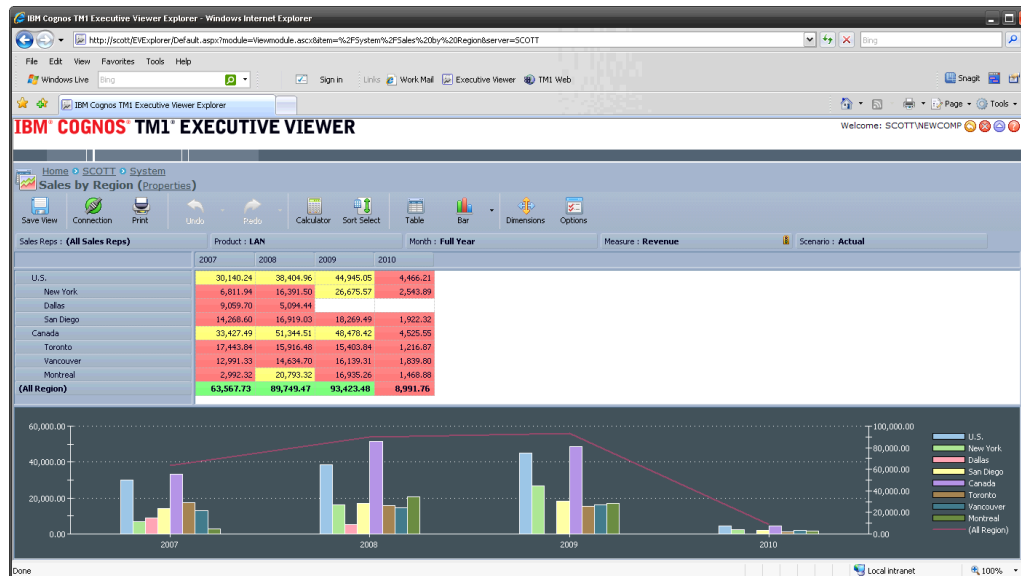 IBM Cognos TM1 Executive Viewer Explorer - Windows Internet Explorer
http://scott/EVExplorer/Default.aspx?module=Viewmodule.ascx&item=%2FSystem%2FSales%20by%20Region&server=SCOTT
Bing
File Edit View Favorites Tools Help
Windows Live Bing Sign in Links Work Mail Executive Viewer TM1 Web Snagit
IBM Cognos TM1 Executive Viewer Explorer Page Tools
IBM® COGNOS® TM1® EXECUTIVE VIEWER Welcome: SCOTT\NEWCOMP
Home SCOTT System
Sales by Region (Properties)
Save View Connection Print Undo Redo Calculator Sort Select Table Bar Dimensions Options
Sales Reps : (All Sales Reps) Product : LAN Month : Full Year Measure : Revenue Scenario : Actual
2007 2008 2009 2010
U.S. 30,140.24 38,404.96 44,945.05 4,466.21
New York 6,811.94 16,391.50 26,675.57 2,543.89
Dallas 9,059.70 5,094.44
San Diego 14,268.60 16,919.03 18,269.49 1,922.32
Canada 33,427.49 51,344.51 48,478.42 4,525.55
Toronto 17,443.84 15,916.48 15,403.84 1,216.87
Vancouver 12,991.33 14,634.70 16,139.31 1,839.80
Montreal 2,992.32 20,793.32 16,935.26 1,468.88
(All Region) 63,567.73 89,749.47 93,423.48 8,991.76
60,000.00 100,000.00
U.S.
80,000.00 New York
40,000.00 60,000.00 Dallas
San Diego
40,000.00 Canada
20,000.00 Toronto
20,000.00 Vancouver
Montreal
0.00 0.00 (All Region)
2007 2008 2009 2010
Done Local intranet 100%